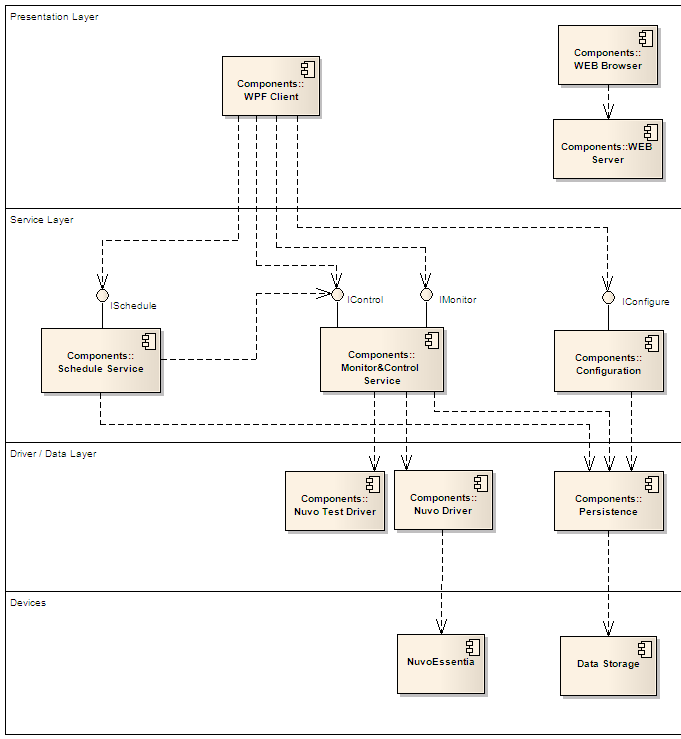 Presentation Layer
Components::
WPF Client
Components::
WEB Browser
Components::WEB
Server
Service Layer
ISchedule
IControl
IMonitor
IConfigure
Components::
Schedule Service
Components::
Monitor&Control
Service
Components::
Configuration
Driver / Data Layer
Components::
Nuvo Test Driver
Components::
Nuvo Driver
Components::
Persistence
Devices
NuvoEssentia
Data Storage